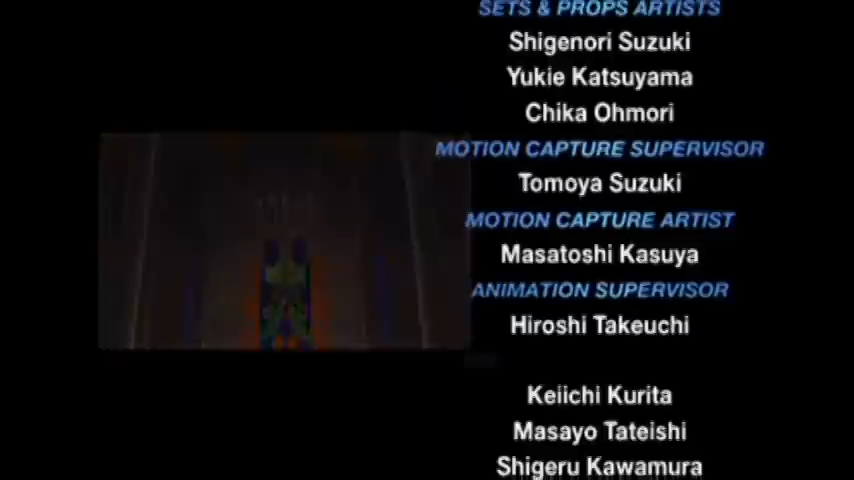 SETS & PROPS ARTISTS
Shigenori Suzuki
Yukie Katsuyama
Chika Ohmori
MOTION CAPTURE SUPERVISOR
Tomoya Suzuki
MOTION CAPTURE ARTIST
Masatoshi Kasuya
ANIMATION SUPERVISOR
Hiroshi Takeuchi
Keiichi Kurita
Masayo Tateishi
Shigeru Kawamura